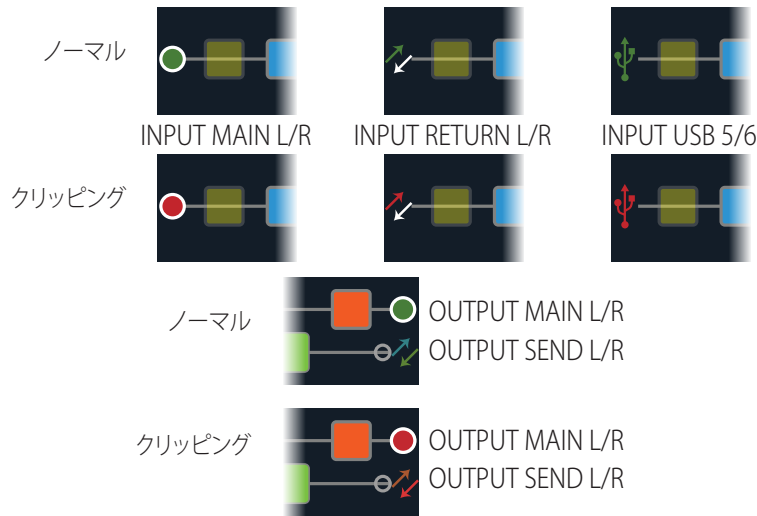 ノーマル
INPUT MAIN L/R
INPUT RETURN L/R
INPUT USB 5/6
クリッピング
ノーマル
OUTPUT MAIN L/R
OUTPUT SEND L/R
クリッピング
OUTPUT MAIN L/R
OUTPUT SEND L/R